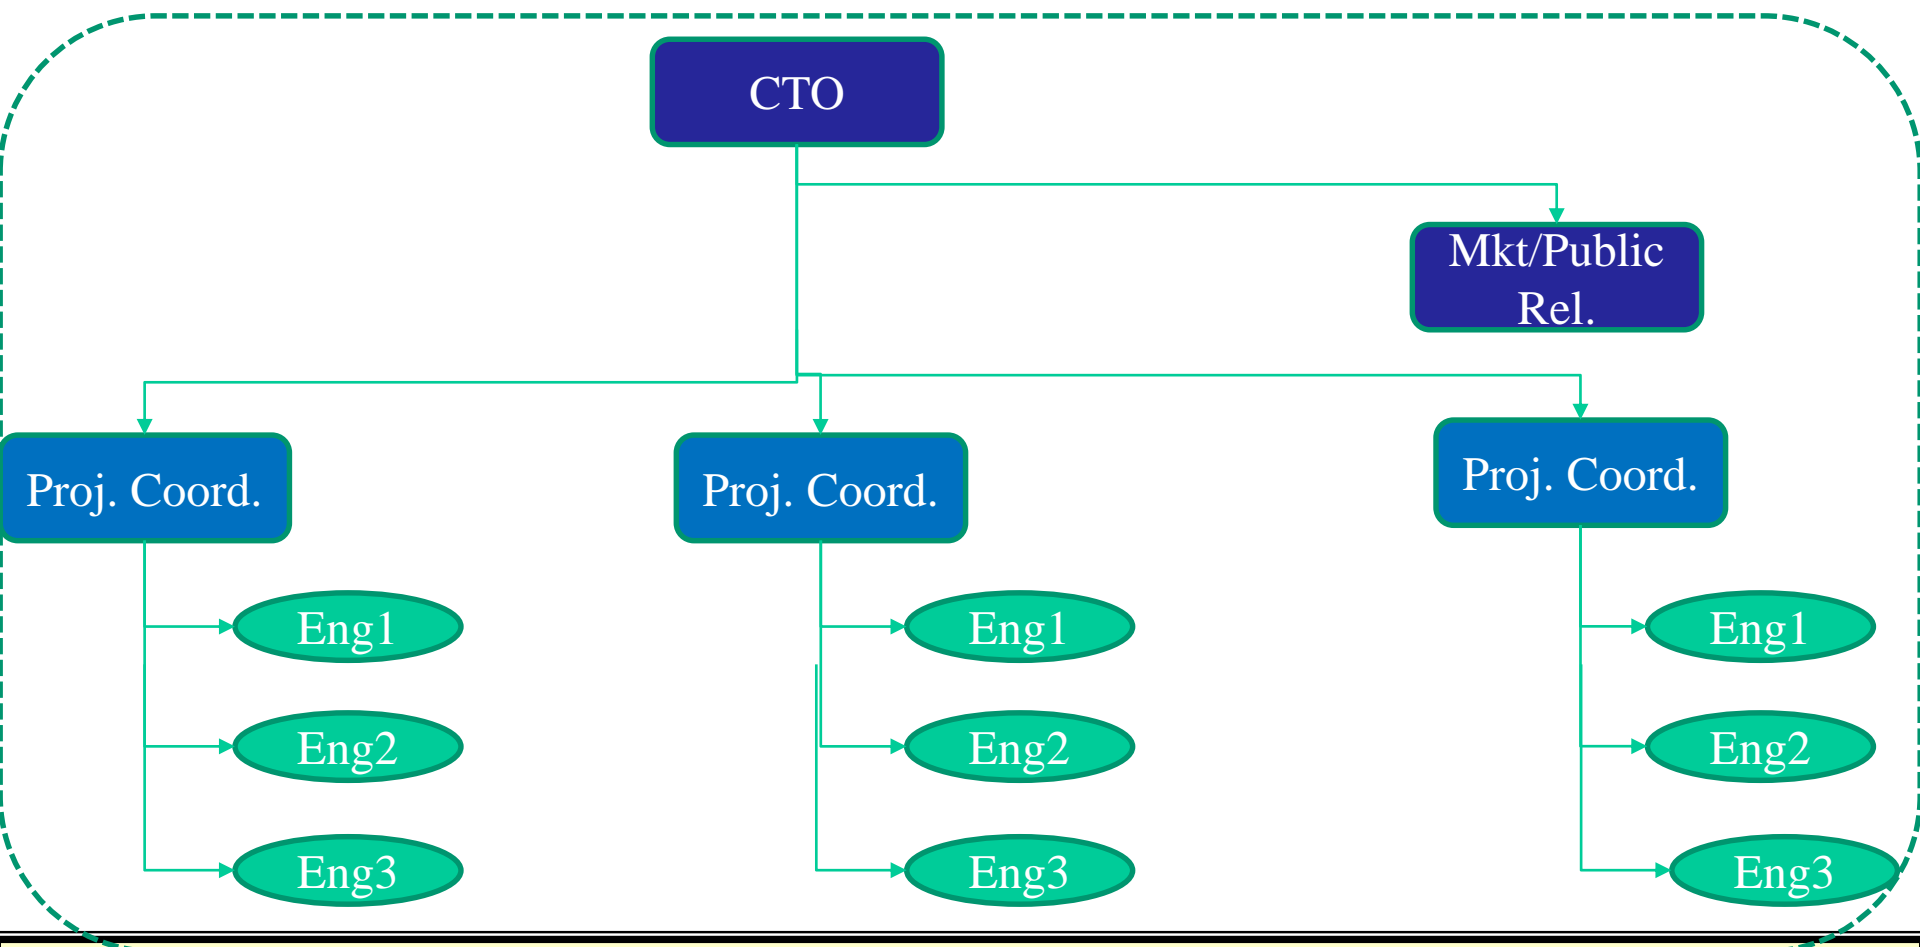 CTO
Mkt/Public
Rel.
Proj. Coord.
Proj. Coord.
Proj. Coord.
Eng1
Eng1
Eng1
Eng2
Eng2
Eng2
Eng3
Eng3
Eng3